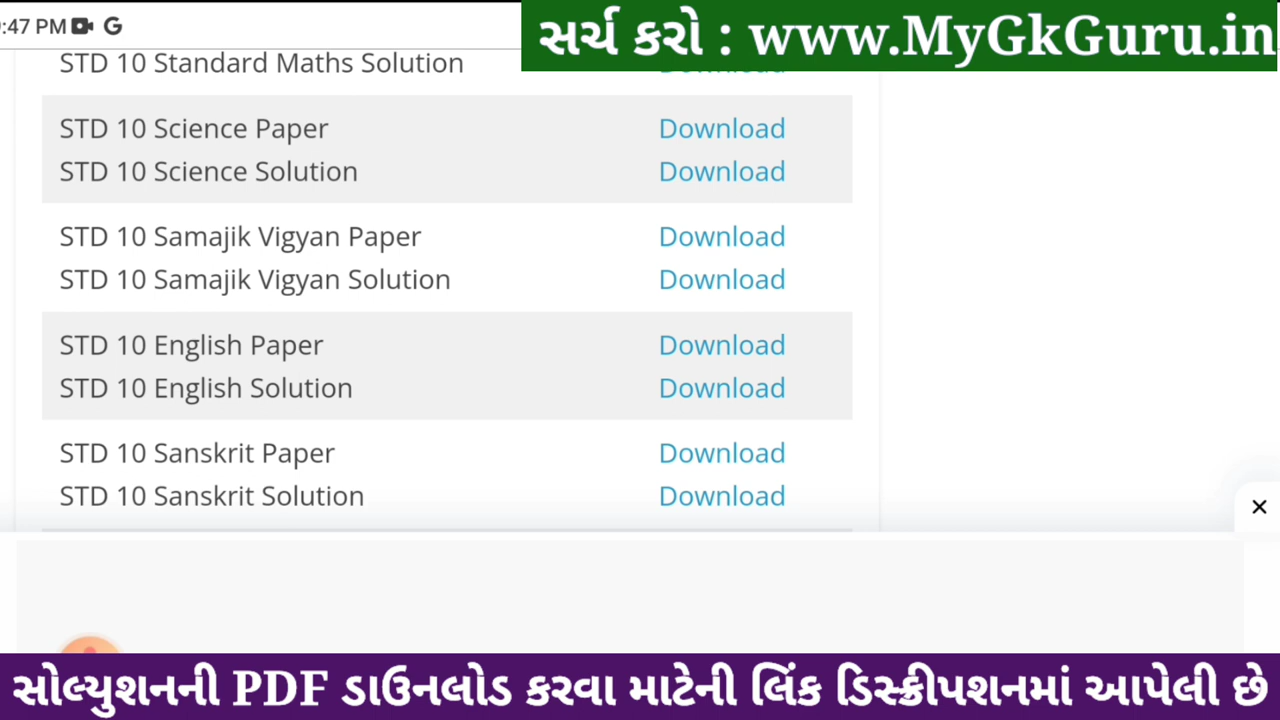 :47 PM G
સર્ચ કરો : www.MyGkGuru.in
STD 10 Standard Maths Solution Download
STD 10 Science Paper Download
STD 10 Science Solution Download
STD 10 Samajik Vigyan Paper Download
STD 10 Samajik Vigyan Solution Download
STD 10 English Paper Download
STD 10 English Solution Download
STD 10 Sanskrit Paper Download
STD 10 Sanskrit Solution Download
સોલ્યુશનની PDF ડાઉનલોડ કરવા માટેની લિંક ડિસ્ક્રીપશનમાં આપેલી છે